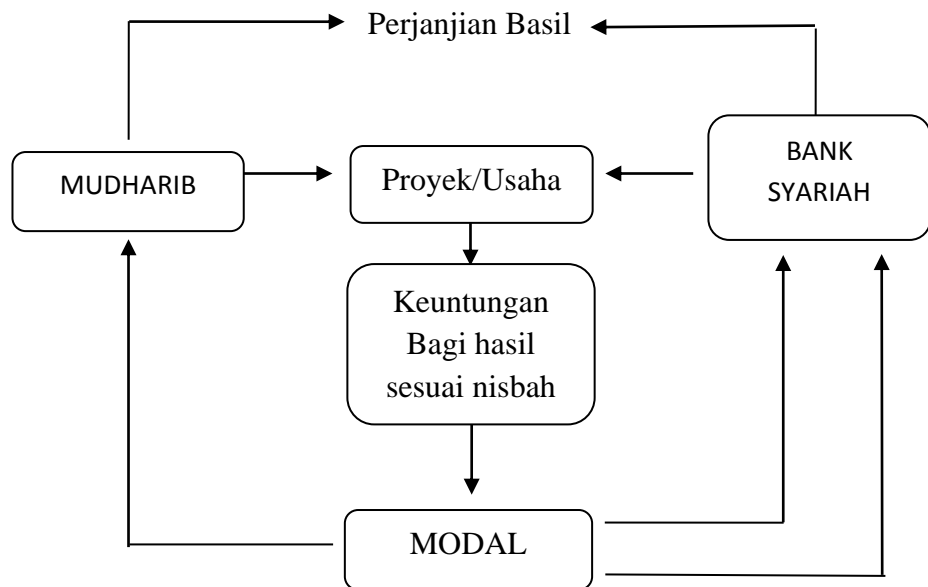 Perjanjian Basil
MUDHARIB
Proyek/Usaha
BANK
SYARIAH
Keuntungan
Bagi hasil
sesuai nisbah
MODAL